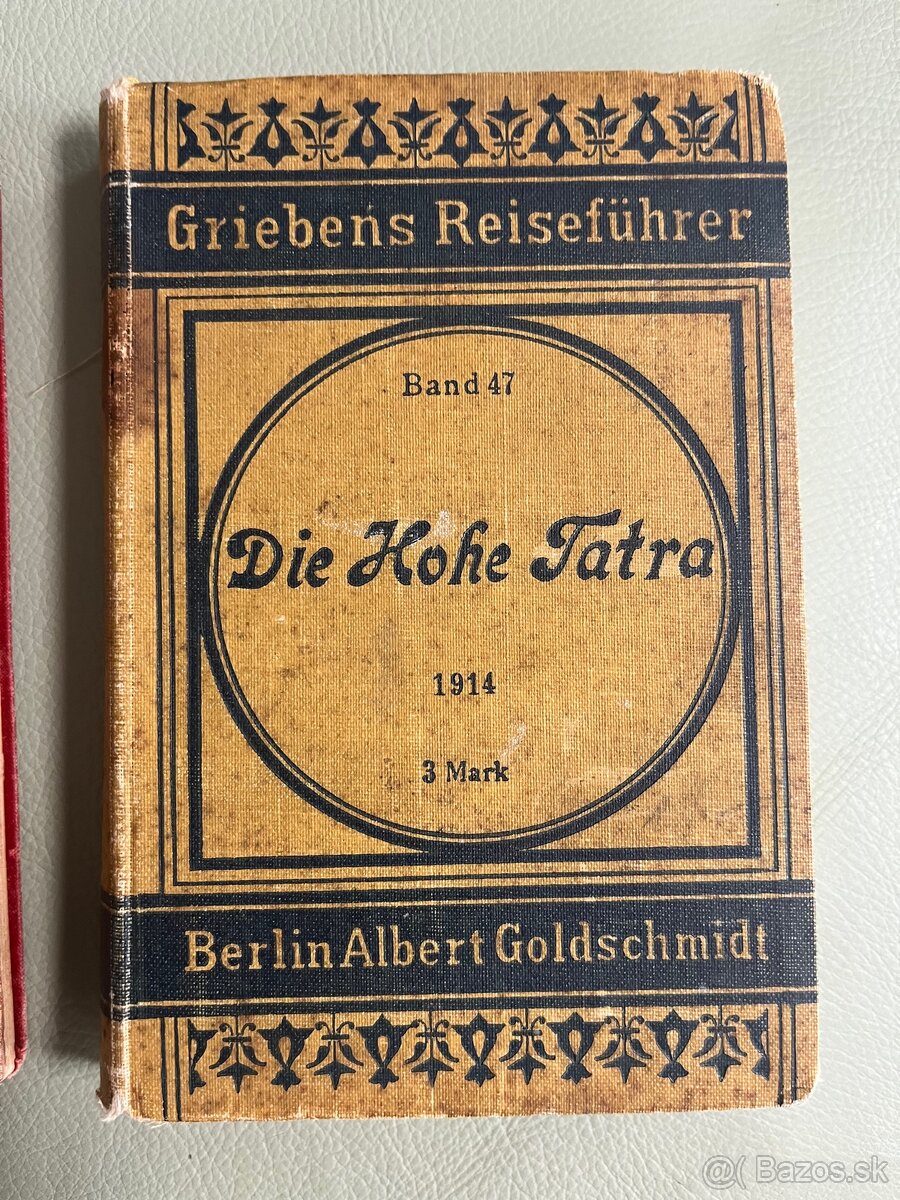 Griebens Reiseführer
Band 47
Die Hohe Tatra
1914
3 Mark
Berlin Albert Goldschmidt
@( Bazos.sk